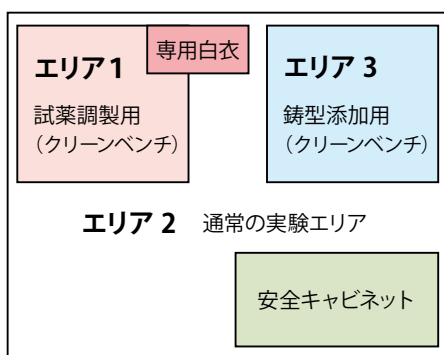 エリア1
専用白衣
試薬調製用
(クリーンベンチ)
エリア 3
鋳型添加用
(クリーンベンチ)
エリア 2 通常の実験エリア
安全キャビネット